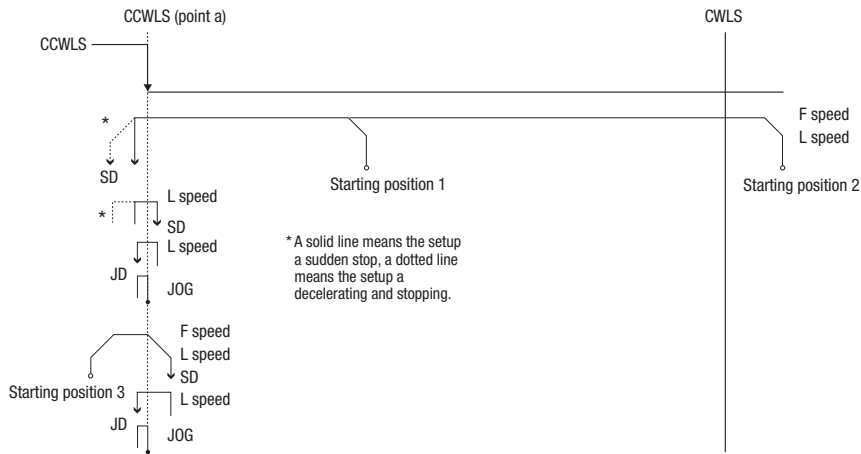 CCWLS (point a)
CWLS
CCWLS
F speed
*
L speed
SD
Starting position 1
Starting position 2
L speed
*
SD
L speed
* A solid line means the setup
a sudden stop, a dotted line
means the setup a
decelerating and stopping.
JD
JOG
F speed
L speed
SD
Starting position 3
L speed
JD
JOG